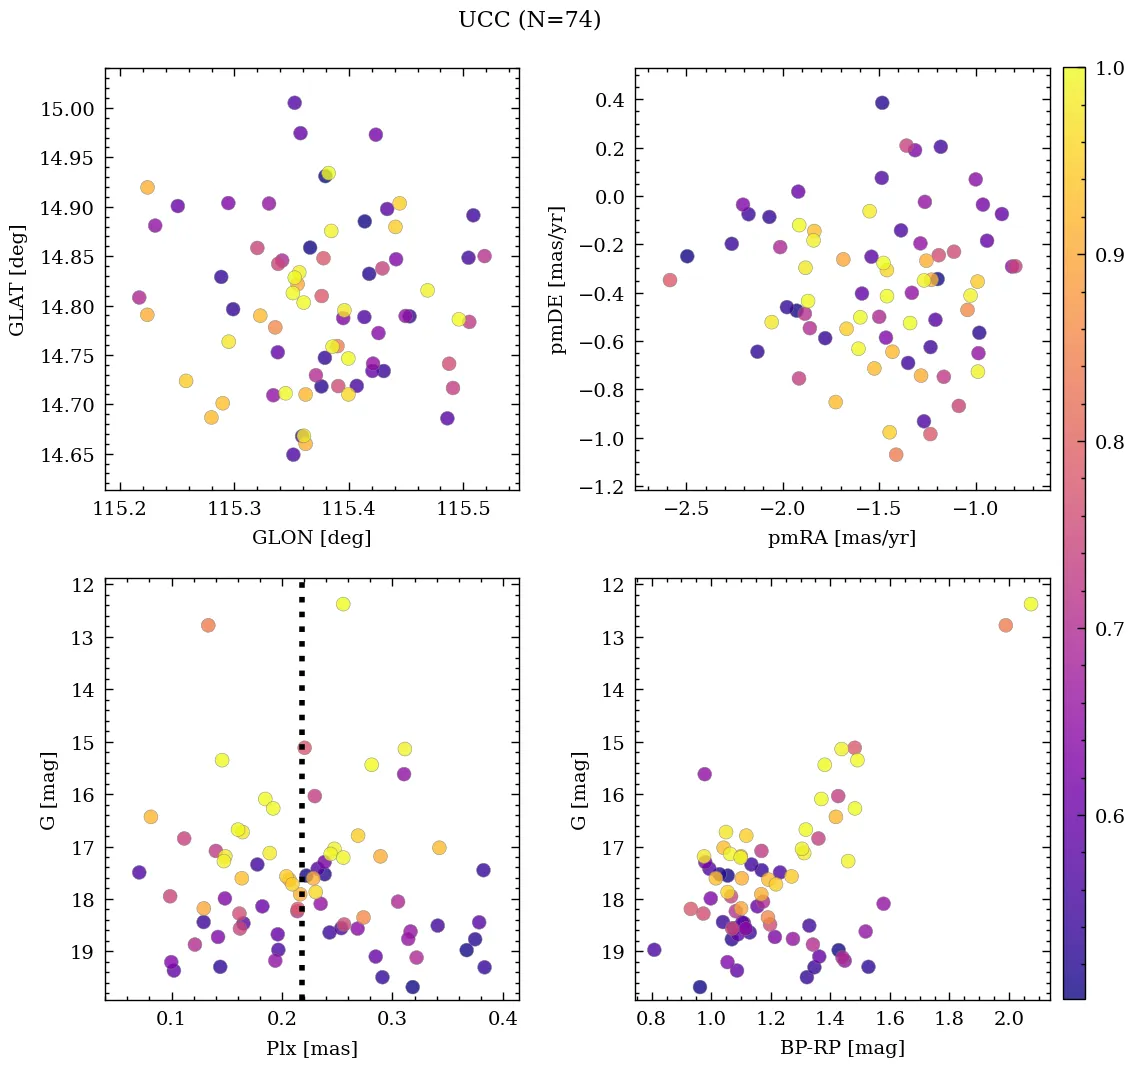 UCC (N=74)
15.00
14.95
14.90
14.85
14.80
14.75
14.70
14.65
GLAT [deg]
115.2 115.3 115.4 115.5
GLON [deg]
0.4
0.2
0.0
−0.2
−0.4
−0.6
−0.8
−1.0
−1.2
pmDE [mas/yr]
−2.5 −2.0 −1.5 −1.0
pmRA [mas/yr]
1.0
0.9
0.8
0.7
0.6
12
13
14
15
16
17
18
19
G [mag]
0.1 0.2 0.3 0.4
Plx [mas]
12
13
14
15
16
17
18
19
G [mag]
0.8 1.0 1.2 1.4 1.6 1.8 2.0
BP-RP [mag]